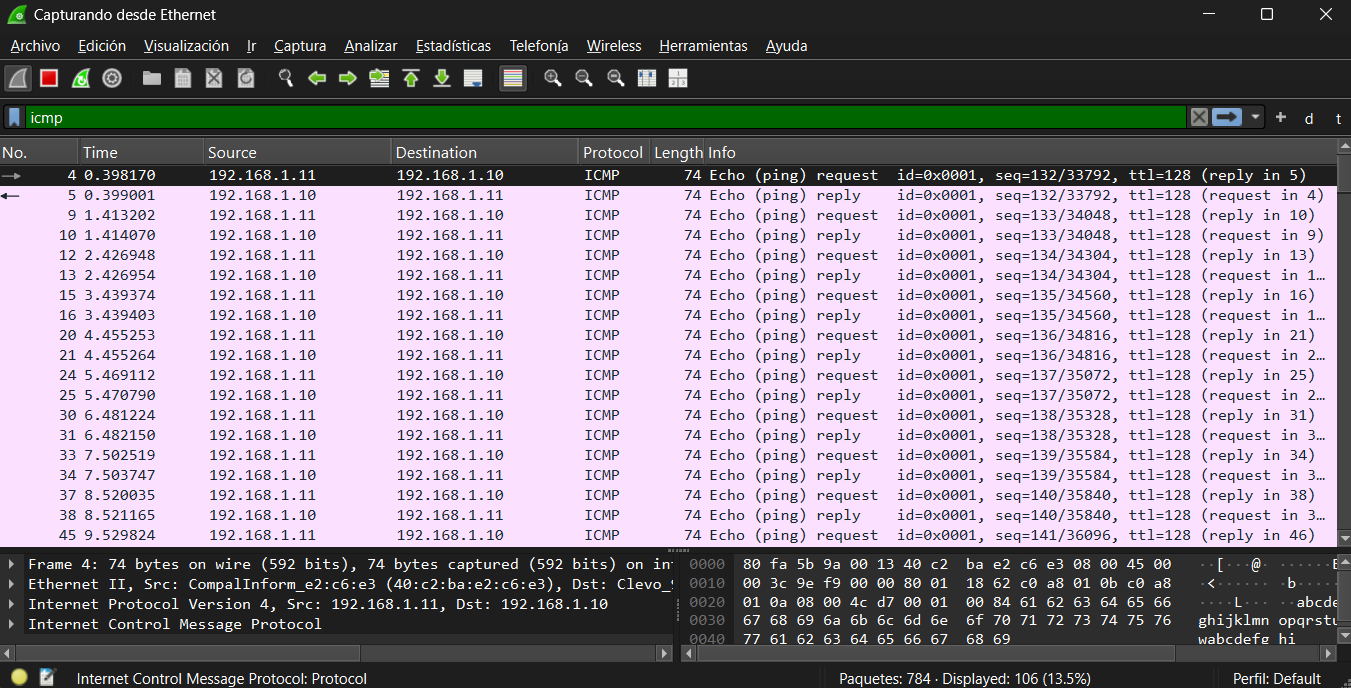 Capturando desde Ethernet
Archivo Edición Visualización Ir Captura Analizar Estadísticas Telefonía Wireless Herramientas Ayuda
icmp + d t
No. Time Source Destination Protocol Length Info
4 0.398170 192.168.1.11 192.168.1.10 ICMP 74 Echo (ping) request id=0x0001, seq=132/33792, ttl=128 (reply in 5)
5 0.399001 192.168.1.10 192.168.1.11 ICMP 74 Echo (ping) reply id=0x0001, seq=132/33792, ttl=128 (request in 4)
9 1.413202 192.168.1.11 192.168.1.10 ICMP 74 Echo (ping) request id=0x0001, seq=133/34048, ttl=128 (reply in 10)
10 1.414070 192.168.1.10 192.168.1.11 ICMP 74 Echo (ping) reply id=0x0001, seq=133/34048, ttl=128 (request in 9)
12 2.426948 192.168.1.11 192.168.1.10 ICMP 74 Echo (ping) request id=0x0001, seq=134/34304, ttl=128 (reply in 13)
13 2.426954 192.168.1.10 192.168.1.11 ICMP 74 Echo (ping) reply id=0x0001, seq=134/34304, ttl=128 (request in 1…
15 3.439374 192.168.1.11 192.168.1.10 ICMP 74 Echo (ping) request id=0x0001, seq=135/34560, ttl=128 (reply in 16)
16 3.439403 192.168.1.10 192.168.1.11 ICMP 74 Echo (ping) reply id=0x0001, seq=135/34560, ttl=128 (request in 1…
20 4.455253 192.168.1.11 192.168.1.10 ICMP 74 Echo (ping) request id=0x0001, seq=136/34816, ttl=128 (reply in 21)
21 4.455264 192.168.1.10 192.168.1.11 ICMP 74 Echo (ping) reply id=0x0001, seq=136/34816, ttl=128 (request in 2…
24 5.469112 192.168.1.11 192.168.1.10 ICMP 74 Echo (ping) request id=0x0001, seq=137/35072, ttl=128 (reply in 25)
25 5.470790 192.168.1.10 192.168.1.11 ICMP 74 Echo (ping) reply id=0x0001, seq=137/35072, ttl=128 (request in 2…
30 6.481224 192.168.1.11 192.168.1.10 ICMP 74 Echo (ping) request id=0x0001, seq=138/35328, ttl=128 (reply in 31)
31 6.482150 192.168.1.10 192.168.1.11 ICMP 74 Echo (ping) reply id=0x0001, seq=138/35328, ttl=128 (request in 3…
33 7.502519 192.168.1.11 192.168.1.10 ICMP 74 Echo (ping) request id=0x0001, seq=139/35584, ttl=128 (reply in 34)
34 7.503747 192.168.1.10 192.168.1.11 ICMP 74 Echo (ping) reply id=0x0001, seq=139/35584, ttl=128 (request in 3…
37 8.520035 192.168.1.11 192.168.1.10 ICMP 74 Echo (ping) request id=0x0001, seq=140/35840, ttl=128 (reply in 38)
38 8.521165 192.168.1.10 192.168.1.11 ICMP 74 Echo (ping) reply id=0x0001, seq=140/35840, ttl=128 (request in 3…
45 9.529824 192.168.1.11 192.168.1.10 ICMP 74 Echo (ping) request id=0x0001, seq=141/36096, ttl=128 (reply in 46)
Frame 4: 74 bytes on wire (592 bits), 74 bytes captured (592 bits) on in
Ethernet II, Src: CompalInform_e2:c6:e3 (40:c2:ba:e2:c6:e3), Dst: Clevo_
Internet Protocol Version 4, Src: 192.168.1.11, Dst: 192.168.1.10
Internet Control Message Protocol
0000 80 fa 5b 9a 00 13 40 c2 ba e2 c6 e3 08 00 45 00 ··[···@· ······E
0010 00 3c 9e f9 00 00 80 01 18 62 c0 a8 01 0b c0 a8 ·<······ ·b·····
0020 01 0a 08 00 4c d7 00 01 00 84 61 62 63 64 65 66 ····L··· ··abcde
0030 67 68 69 6a 6b 6c 6d 6e 6f 70 71 72 73 74 75 76 ghijklmn opqrstu
0040 77 61 62 63 64 65 66 67 68 69 wabcdefg hi
Internet Control Message Protocol: Protocol Paquetes: 784 · Displayed: 106 (13.5%) Perfil: Default